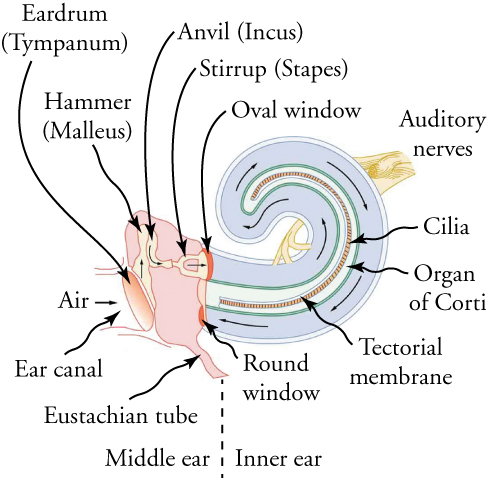 Eardrum
(Tympanum)
Anvil (Incus)
Stirrup (Stapes)
Hammer
(Malleus)
Oval window
Auditory
nerves
Cilia
Organ
of Corti
Air
Tectorial
membrane
Ear canal
Round
window
Eustachian tube
Middle ear
Inner ear